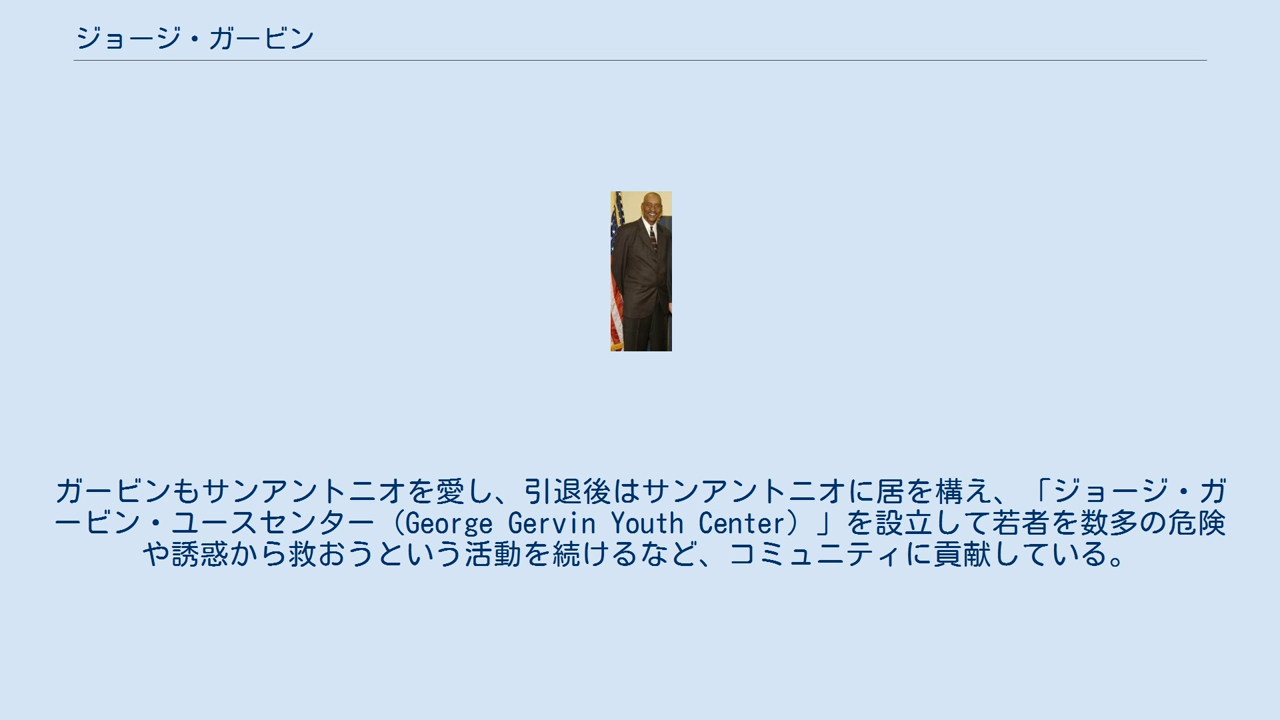 ジョージ・ガービン
ガービンもサンアントニオを愛し、引退後はサンアントニオに居を構え、「ジョージ・ガ
ービン・ユースセンター（George Gervin Youth Center）」を設立して若者を数多の危険
や誘惑から救おうという活動を続けるなど、コミュニティに貢献している。